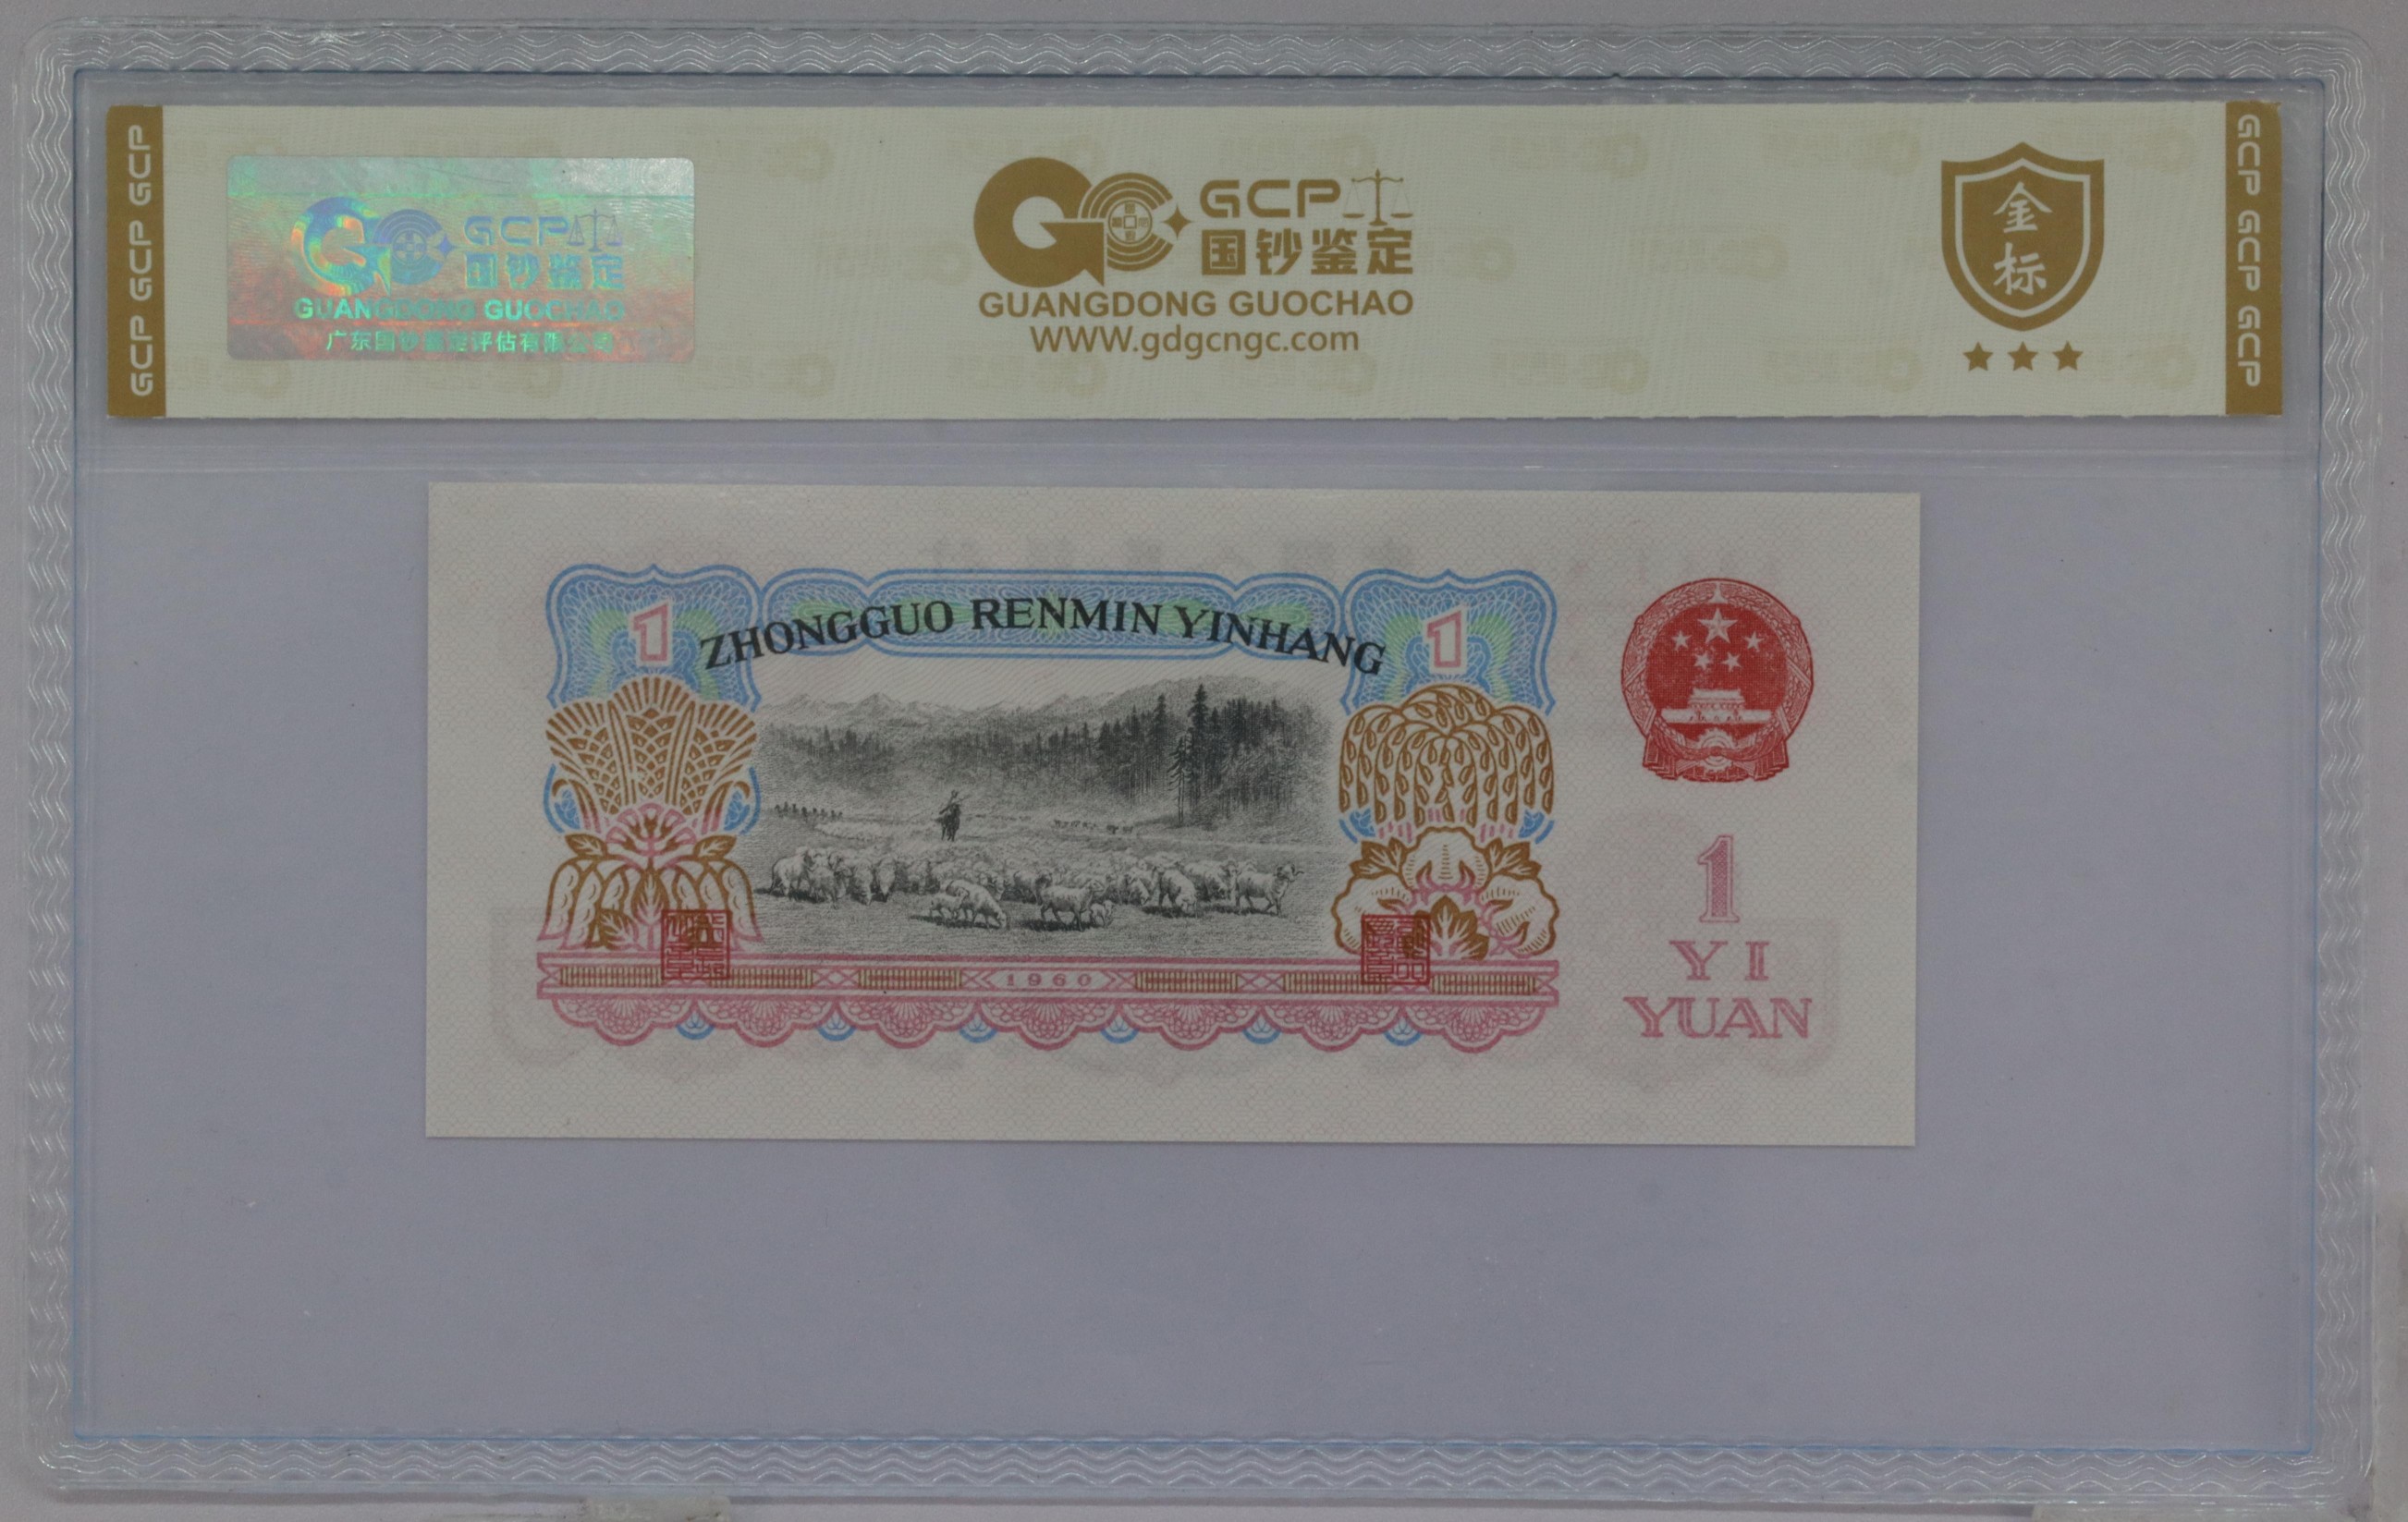 GCP GCP GCP
GCP
国钞鉴定
GUANGDONG GUOCHAO
广东国钞鉴定评估有限公司
GCP
国钞鉴定
GUANGDONG GUOCHAO
WWW.gdgcngc.com
金标
GCP GCP GCP
ZHONGGUO RENMIN YINHANG
1
1
1960
1
YI
YUAN